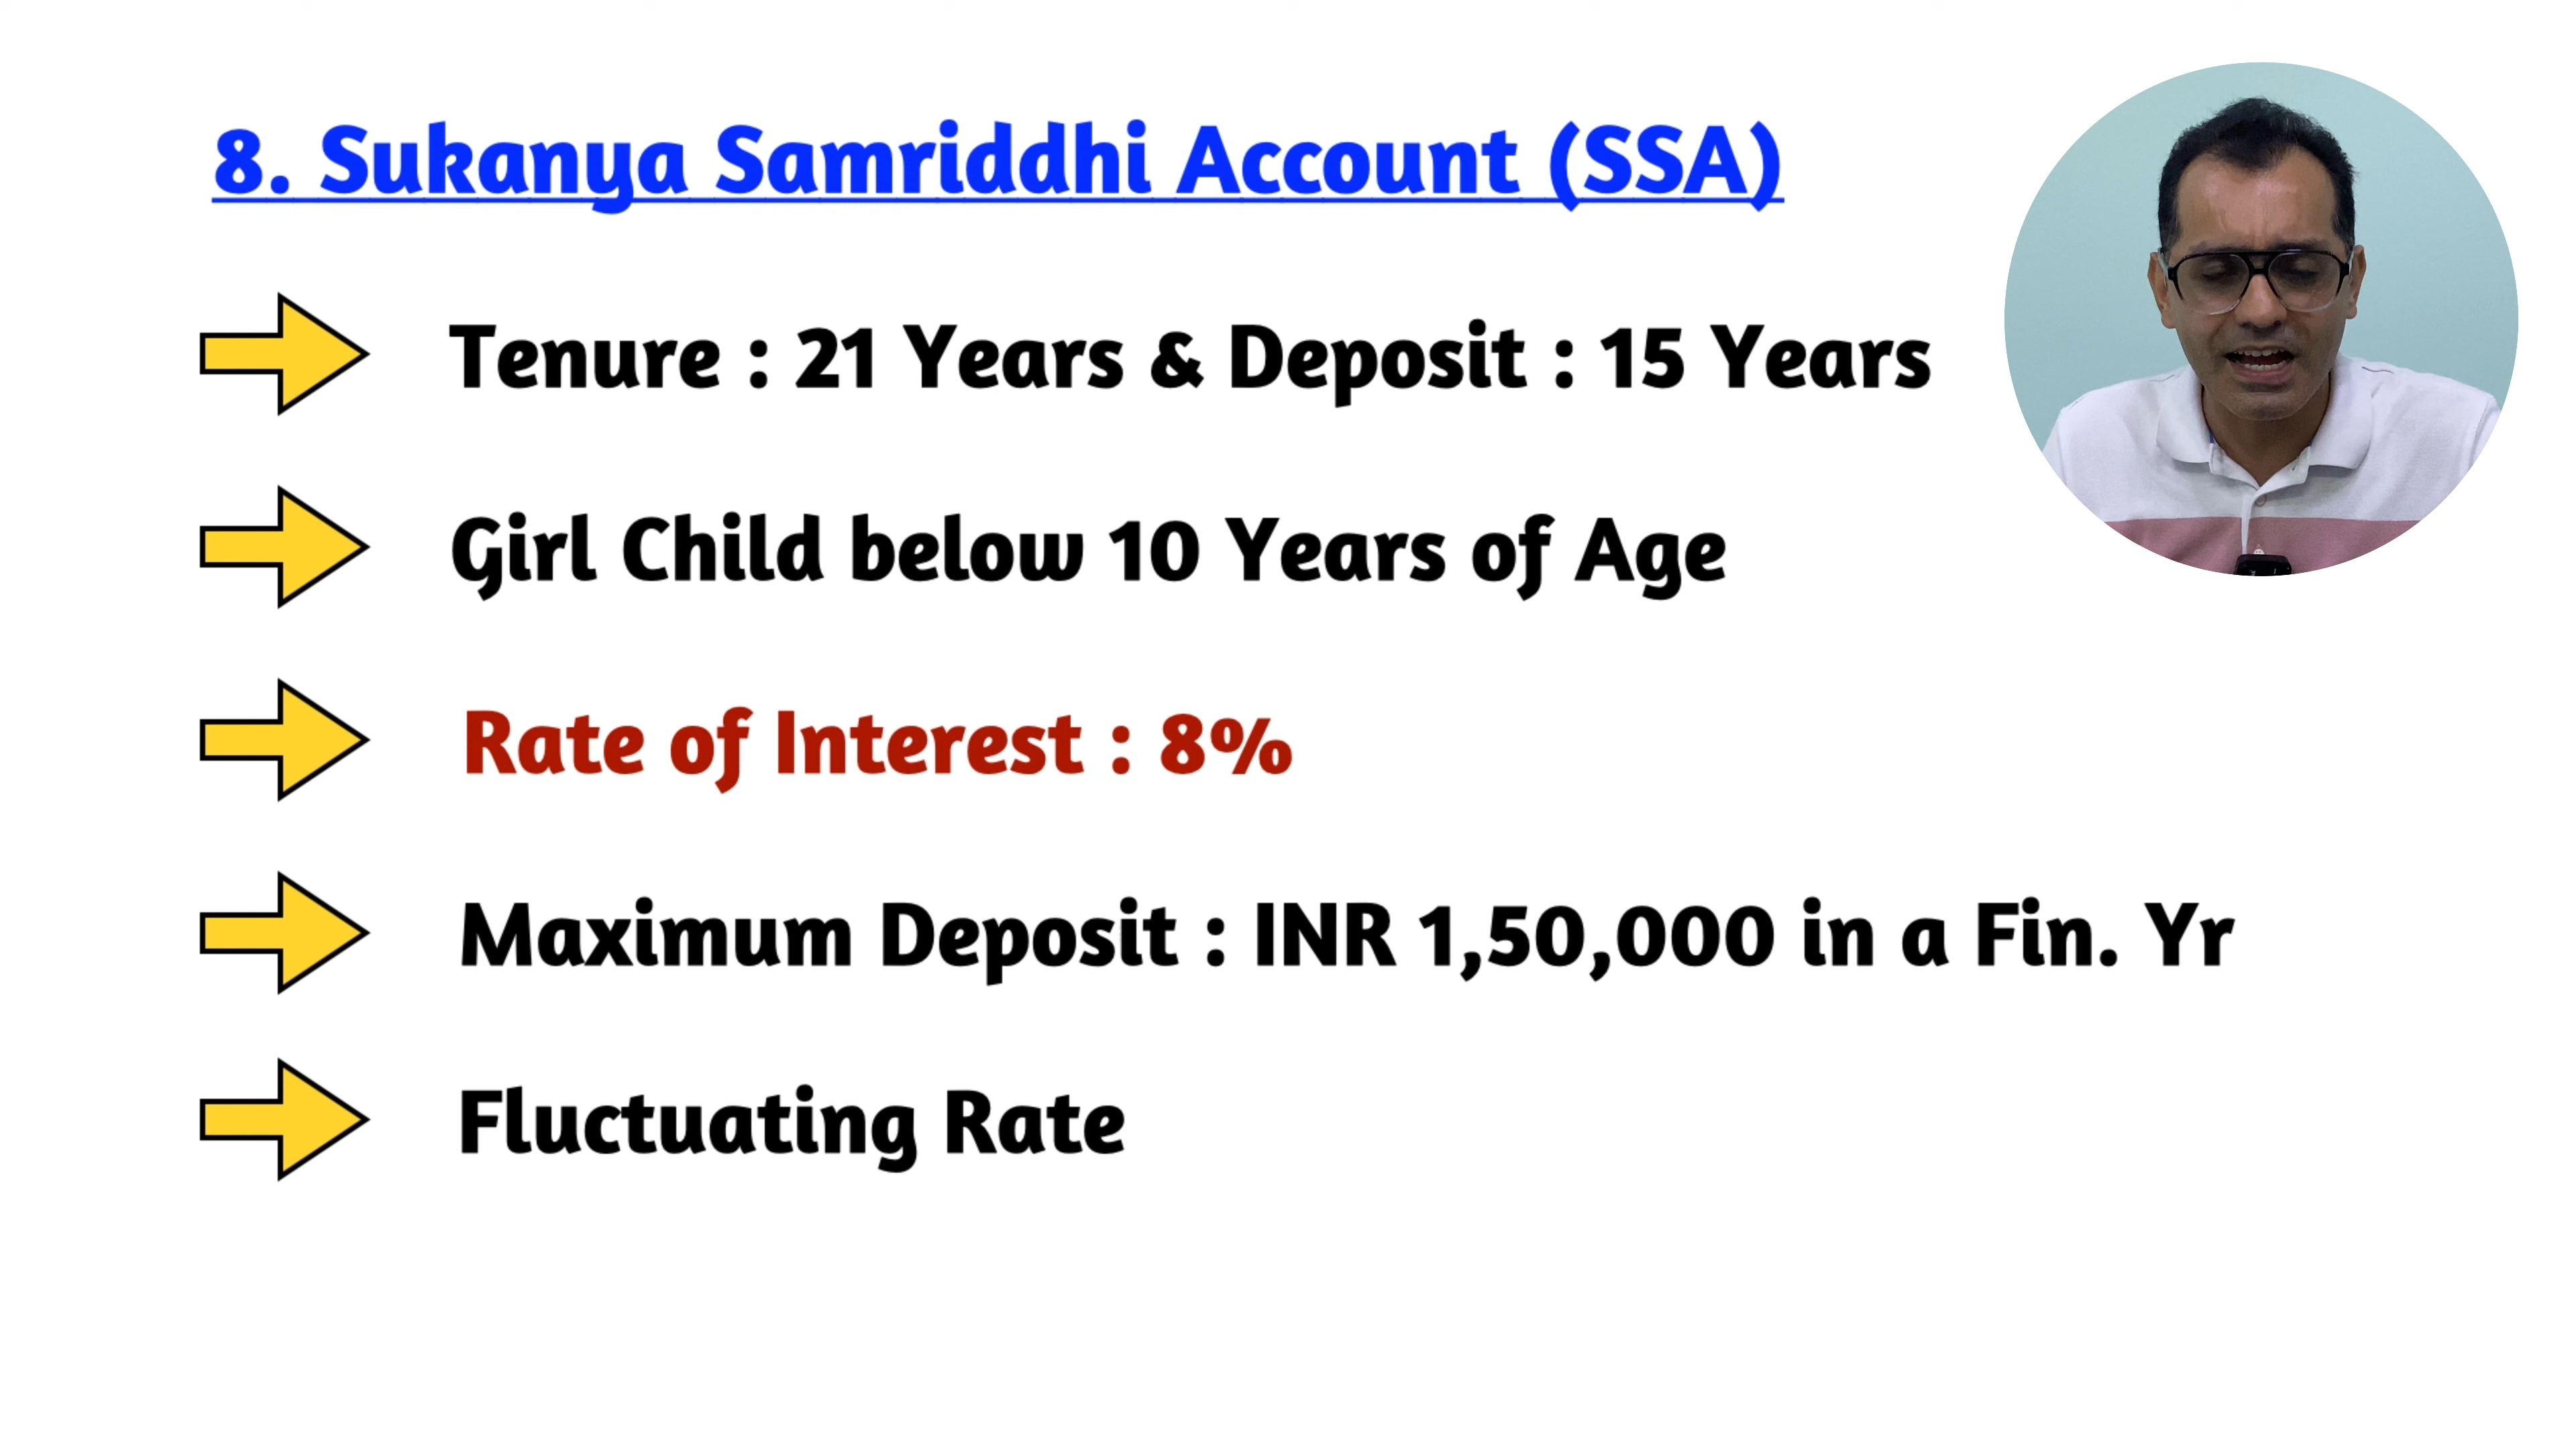 8. Sukanya Samriddhi Account (SSA)
Tenure : 21 Years & Deposit : 15 Years
Girl Child below 10 Years of Age
Rate of Interest : 8%
Maximum Deposit : INR 1,50,000 in a Fin. Yr
Fluctuating Rate